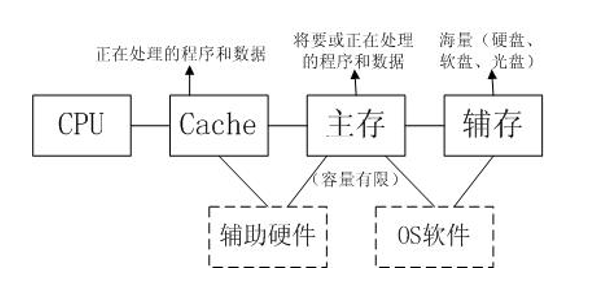 正在处理的程序和数据
将要或正在处理
的程序和数据
海量（硬盘、
软盘、光盘）
CPU
Cache
主存
辅存
（容量有限）
辅助硬件
OS软件